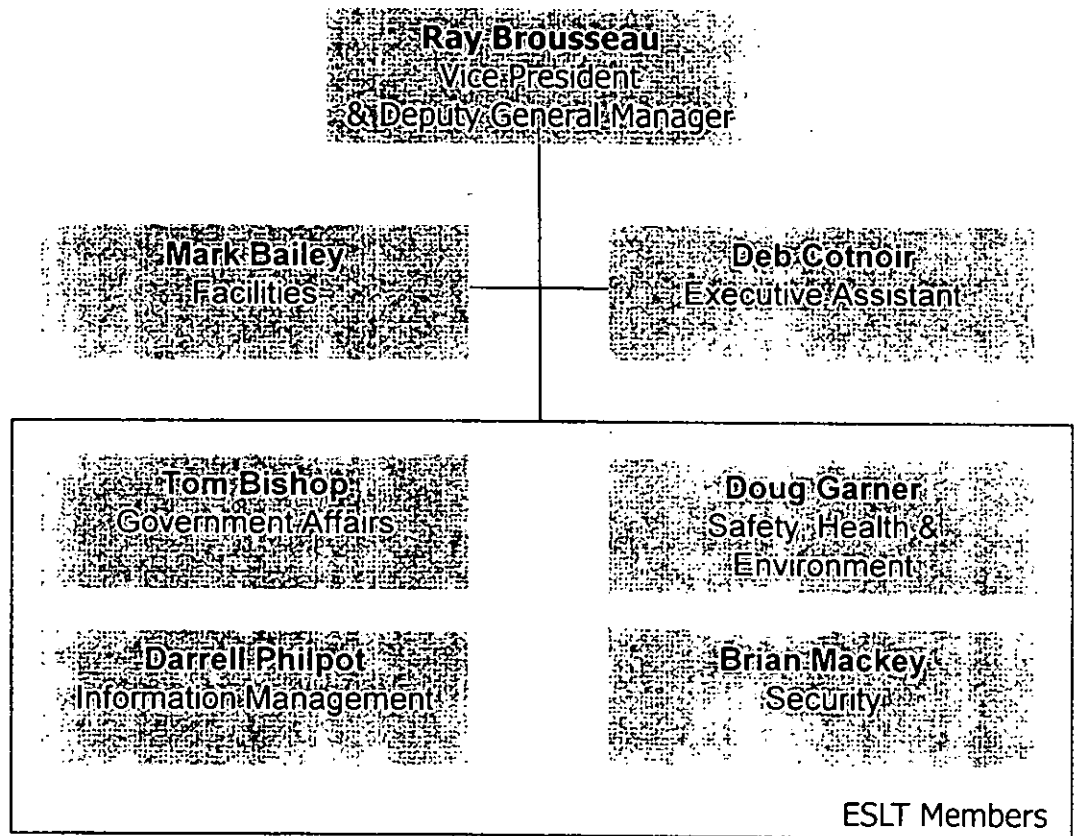 Ray Brousseau
Vice President
& Deputy General Manager
Mark Bailey
Facilities
Deb Cotnoir
Executive Assistant
Tom Bishop
Government Affairs
Doug Garner
Safety, Health &
Environment
Darrell Philpot
Information Management
Brian Mackey
Security
ESLT Members